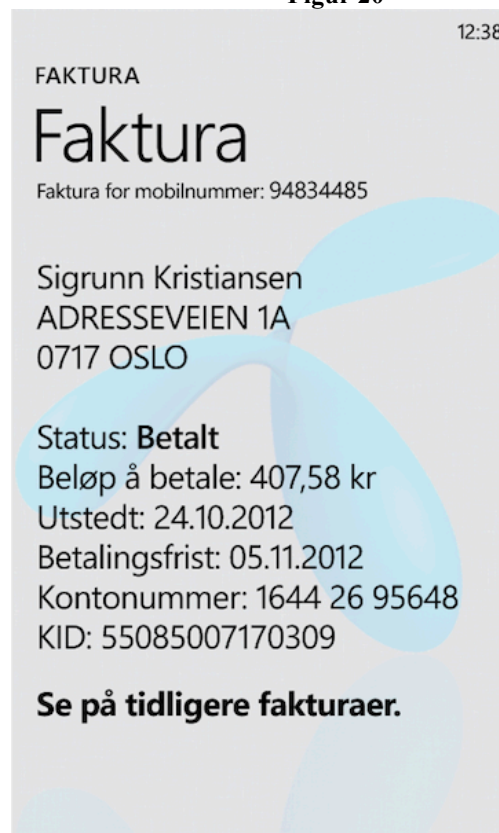 Figur 20
12:38
FAKTURA
Faktura
Faktura for mobilnummer: 94834485
Sigrunn Kristiansen
ADRESSEVEIEN 1A
0717 OSLO
Status: Betalt
Beløp å betale: 407,58 kr
Utstedt: 24.10.2012
Betalingsfrist: 05.11.2012
Kontonummer: 1644 26 95648
KID: 55085007170309
Se på tidligere fakturaer.